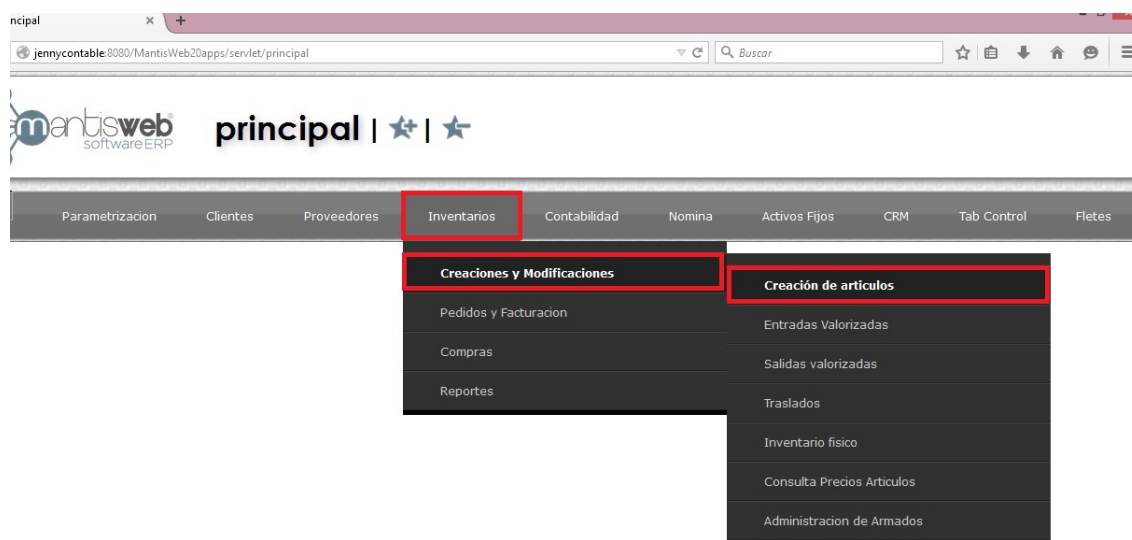 ncipal × +
jennycontable:8080/MantisWeb20apps/servlet/principal Buscar
mantisweb® principal | |
software ERP
Parametrizacion Clientes Proveedores Inventarios Contabilidad Nomina Activos Fijos CRM Tab Control Fletes
Creaciones y Modificaciones
Pedidos y Facturacion
Compras
Reportes
Creación de articulos
Entradas Valorizadas
Salidas valorizadas
Traslados
Inventario fisico
Consulta Precios Articulos
Administracion de Armados